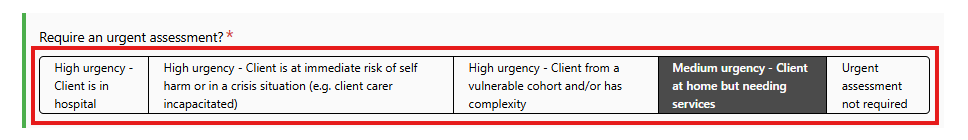 Require an urgent assessment? *
High urgency -
Client is in
hospital
High urgency - Client is at immediate risk of self
harm or in a crisis situation (e.g. client carer
incapacitated)
High urgency - Client from a
vulnerable cohort and/or has
complexity
Medium urgency - Client
at home but needing
services
Urgent
assessment
not required